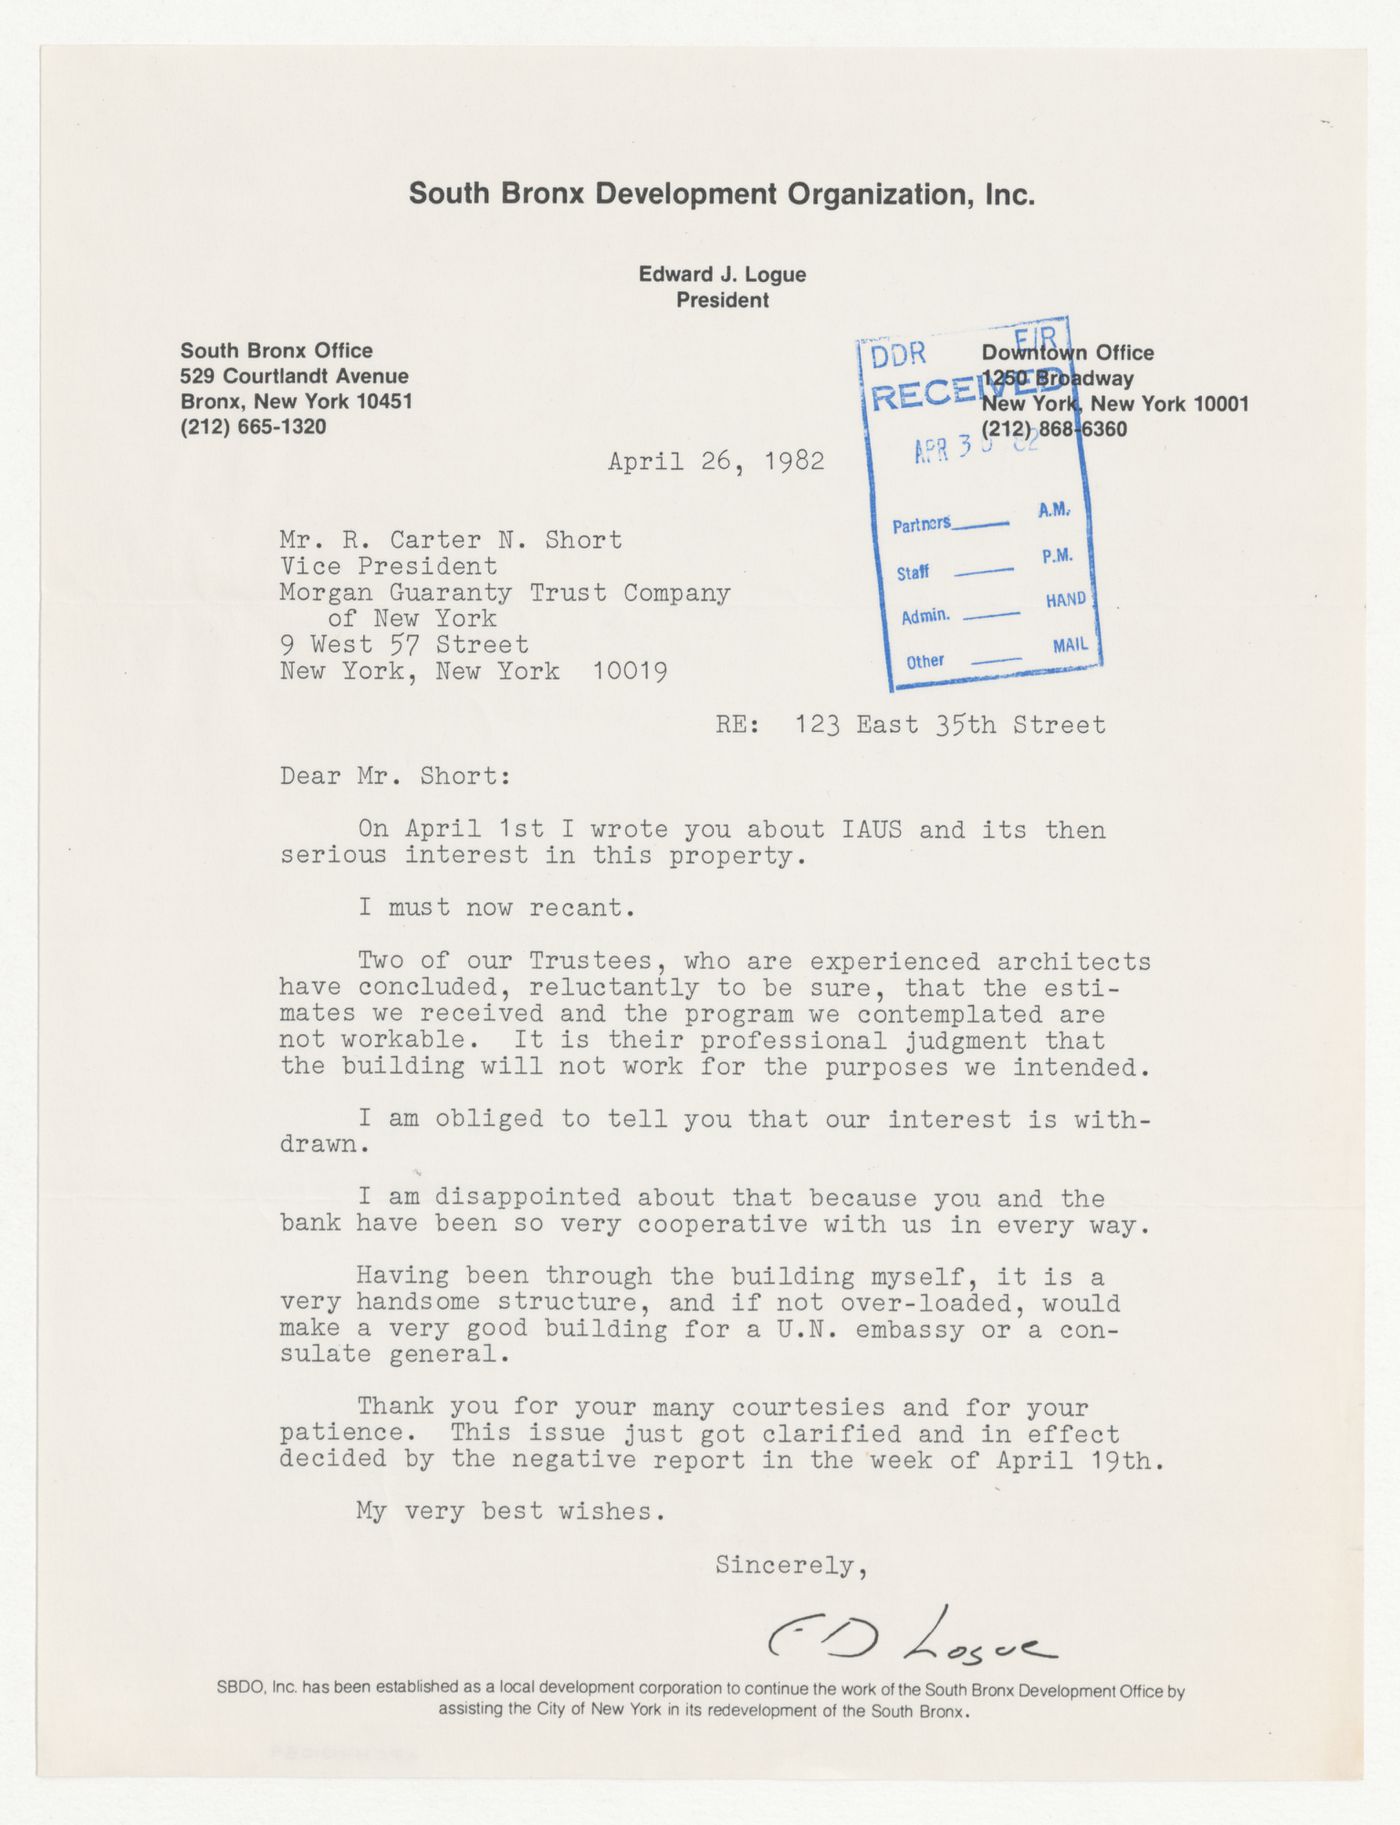 South Bronx Development Organization, Inc.
Edward J. Logue
President
South Bronx Office
529 Courtlandt Avenue
Bronx, New York 10451
(212) 665-1320
Downtown Office
1250 Broadway
New York, New York 10001
(212) 868-6360
DDR E/R
RECEIVED
APR 30 82
Partners A.M.
Staff P.M.
Admin. HAND
Other MAIL
April 26, 1982
Mr. R. Carter N. Short
Vice President
Morgan Guaranty Trust Company
of New York
9 West 57 Street
New York, New York 10019
RE: 123 East 35th Street
Dear Mr. Short:
On April 1st I wrote you about IAUS and its then
serious interest in this property.
I must now recant.
Two of our Trustees, who are experienced architects
have concluded, reluctantly to be sure, that the esti-
mates we received and the program we contemplated are
not workable. It is their professional judgment that
the building will not work for the purposes we intended.
I am obliged to tell you that our interest is with-
drawn.
I am disappointed about that because you and the
bank have been so very cooperative with us in every way.
Having been through the building myself, it is a
very handsome structure, and if not over-loaded, would
make a very good building for a U.N. embassy or a con-
sulate general.
Thank you for your many courtesies and for your
patience. This issue just got clarified and in effect
decided by the negative report in the week of April 19th.
My very best wishes.
Sincerely,
ED Logue
SBDO, Inc. has been established as a local development corporation to continue the work of the South Bronx Development Office by
assisting the City of New York in its redevelopment of the South Bronx.